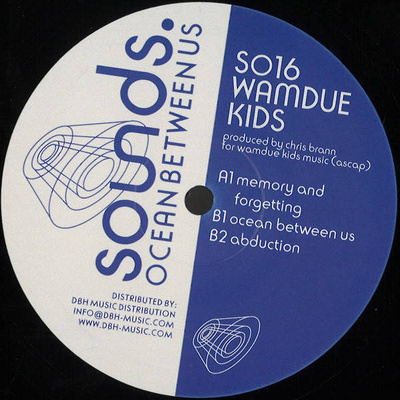 sounds.
OCEAN BETWEEN US
SO16
WAMDUE
KIDS
produced by chris brann
for wamdue kids music (ascap)
A1 memory and
forgetting
B1 ocean between us
B2 abduction
DISTRIBUTED BY:
DBH MUSIC DISTRIBUTION
INFO@DBH-MUSIC.COM
WWW.DBH-MUSIC.COM